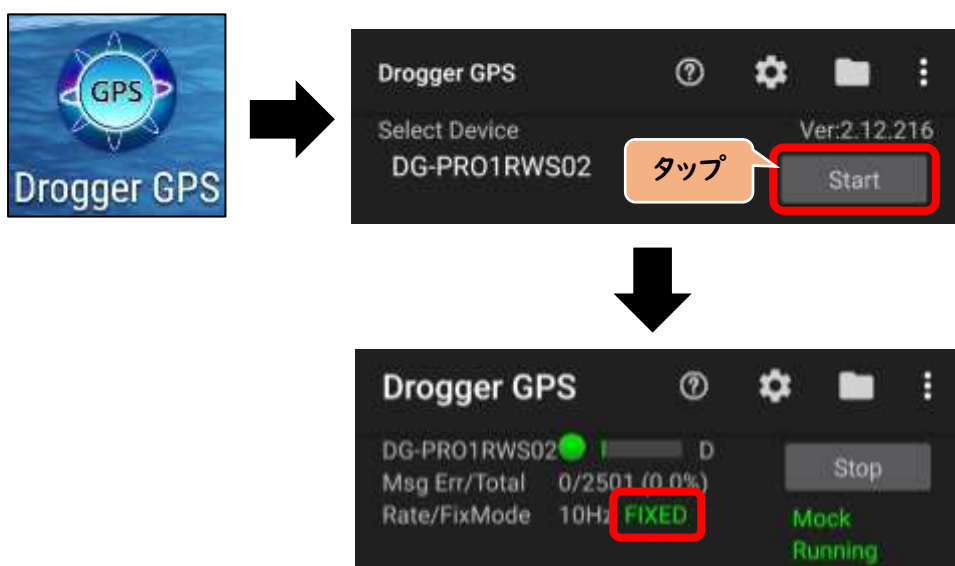 GPS
Drogger GPS
Drogger GPS
Select Device
Ver:2.12.216
DG-PRO1RWS02
タップ
Start
Drogger GPS
DG-PRO1RWS02
D
Stop
Msg Err/Total 0/2501 (0.0%)
Rate/FixMode 10Hz FIXED
Mock
Running